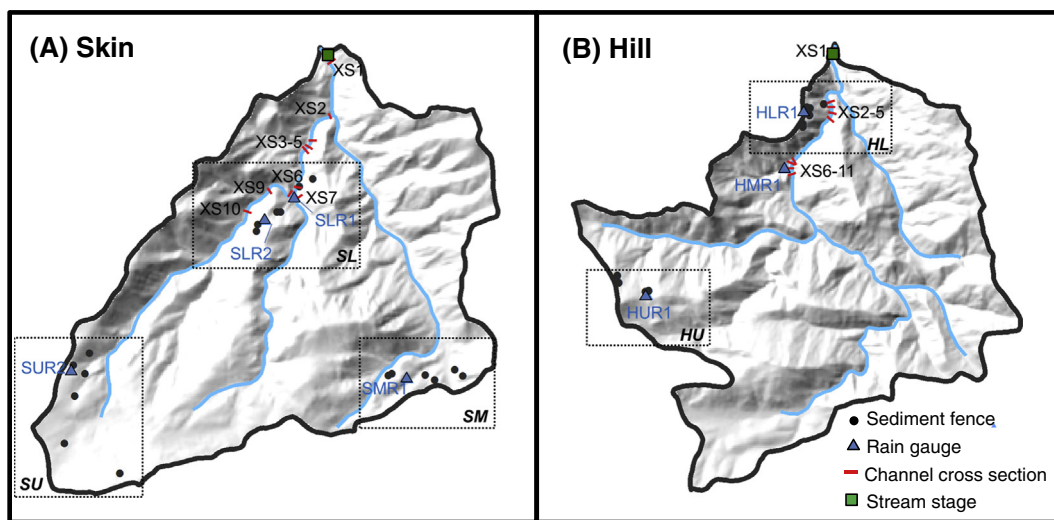 (A) Skin
XS1
XS2
XS3-5
XS6
XS9
XS7
XS10
SLR1
SLR2
SL
SUR2
SMR1
SM
SU
(B) Hill
XS1
HLR1
XS2-5
HL
XS6-11
HMR1
HUR1
HU
Sediment fence
Rain gauge
Channel cross section
Stream stage